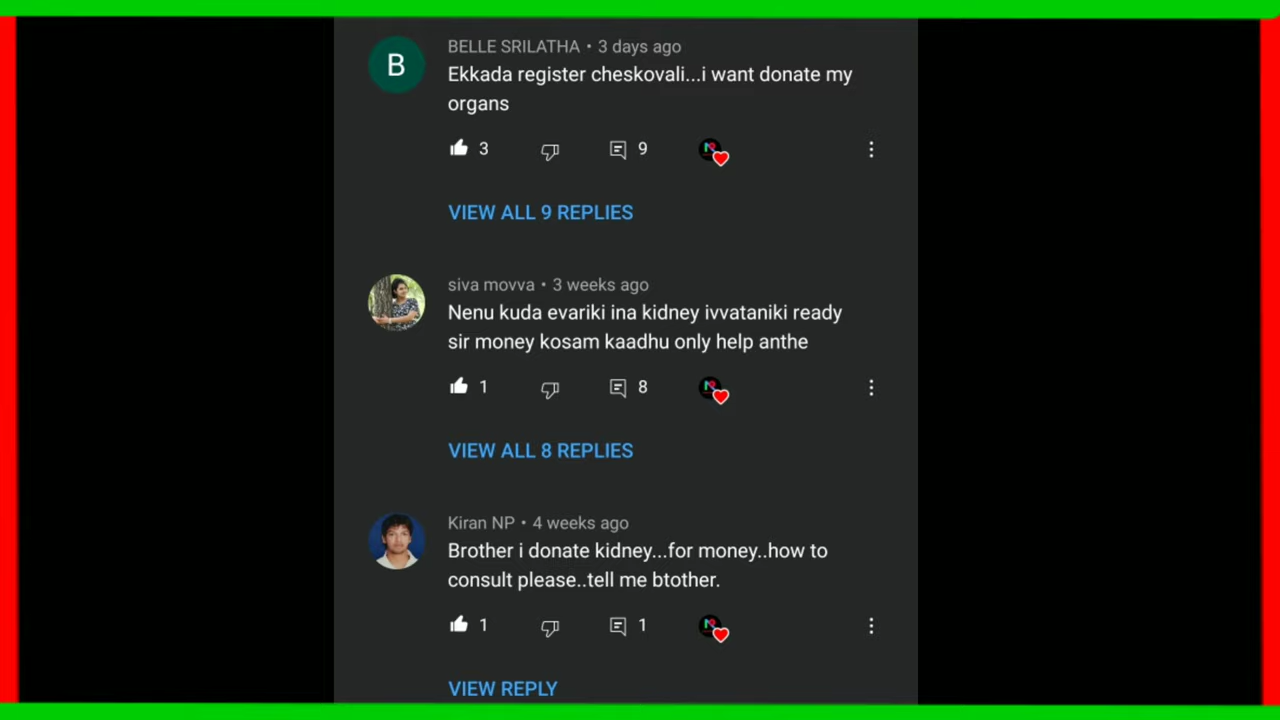 B
BELLE SRILATHA • 3 days ago
Ekkada register cheskovali...i want donate my
organs
3 9
VIEW ALL 9 REPLIES
siva movva • 3 weeks ago
Nenu kuda evariki ina kidney ivvataniki ready
sir money kosam kaadhu only help anthe
1 8
VIEW ALL 8 REPLIES
Kiran NP • 4 weeks ago
Brother i donate kidney...for money..how to
consult please..tell me btother.
1 1
VIEW REPLY